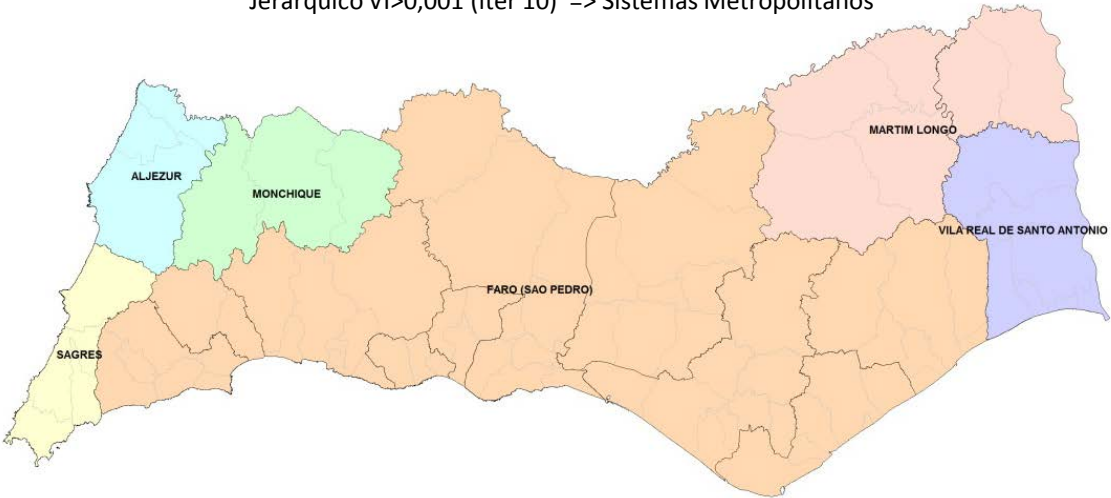 Jerárquico VI>0,001 (Iter 10) => Sistemas Metropolitanos
MARTIM LONGO
ALJEZUR
MONCHIQUE
VILA REAL DE SANTO ANTONIO
FARO (SAO PEDRO)
SAGRES